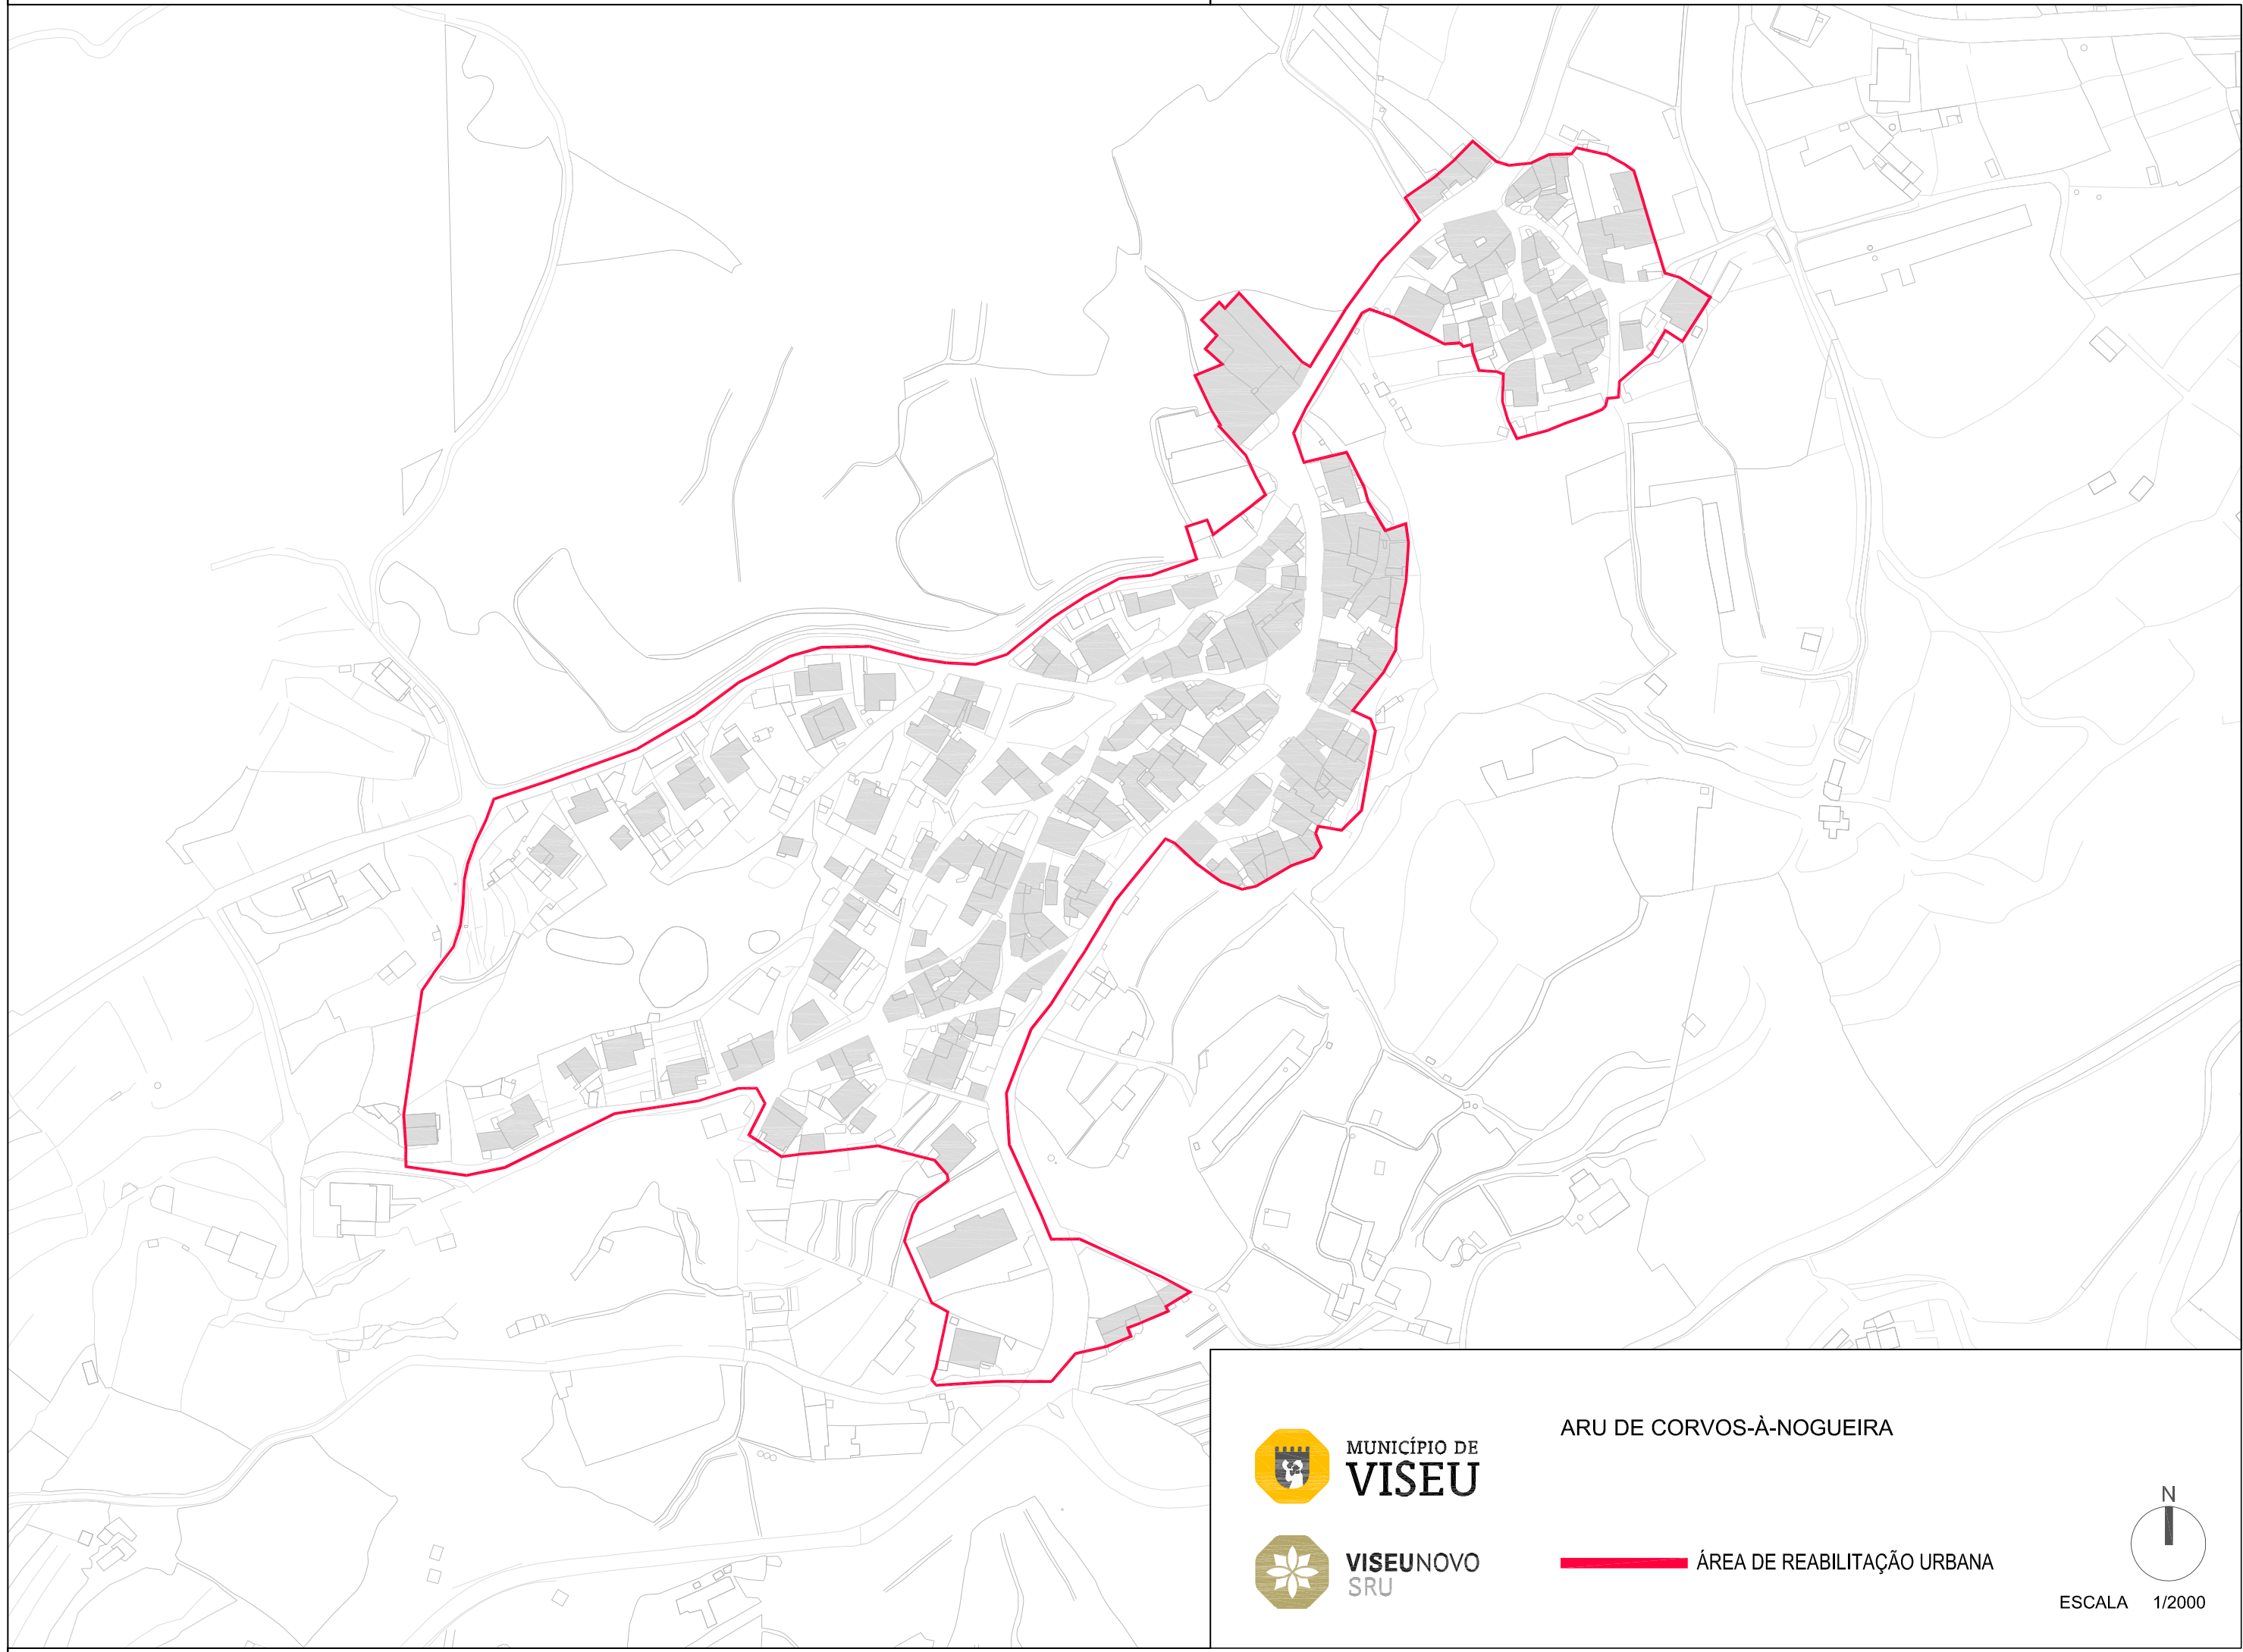 ARU DE CORVOS-À-NOGUEIRA
MUNICÍPIO DE
VISEU
VISEUNOVO
SRU
ÁREA DE REABILITAÇÃO URBANA
N
ESCALA 1/2000